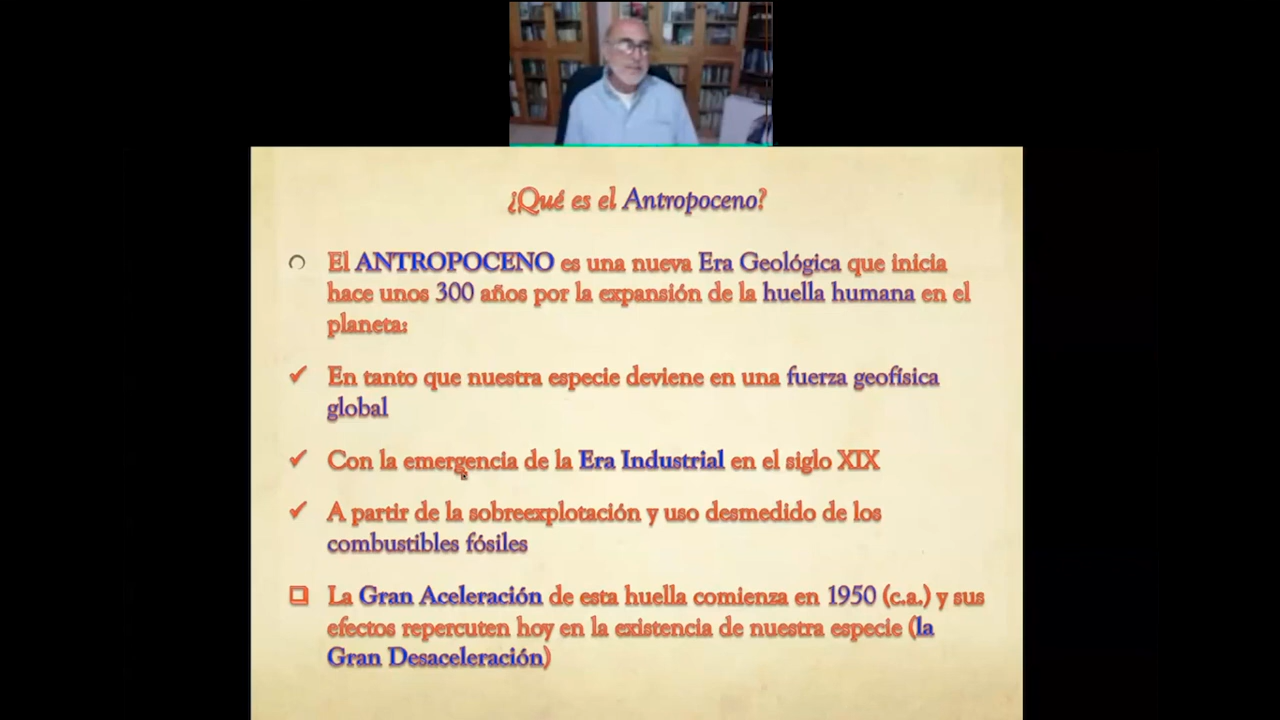 ¿Qué es el Antropoceno?
El ANTROPOCENO es una nueva Era Geológica que inicia
hace unos 300 años por la expansión de la huella humana en el
planeta:
En tanto que nuestra especie deviene en una fuerza geofísica
global
Con la emergencia de la Era Industrial en el siglo XIX
A partir de la sobreexplotación y uso desmedido de los
combustibles fósiles
La Gran Aceleración de esta huella comienza en 1950 (c.a.) y sus
efectos repercuten hoy en la existencia de nuestra especie (la
Gran Desaceleración)